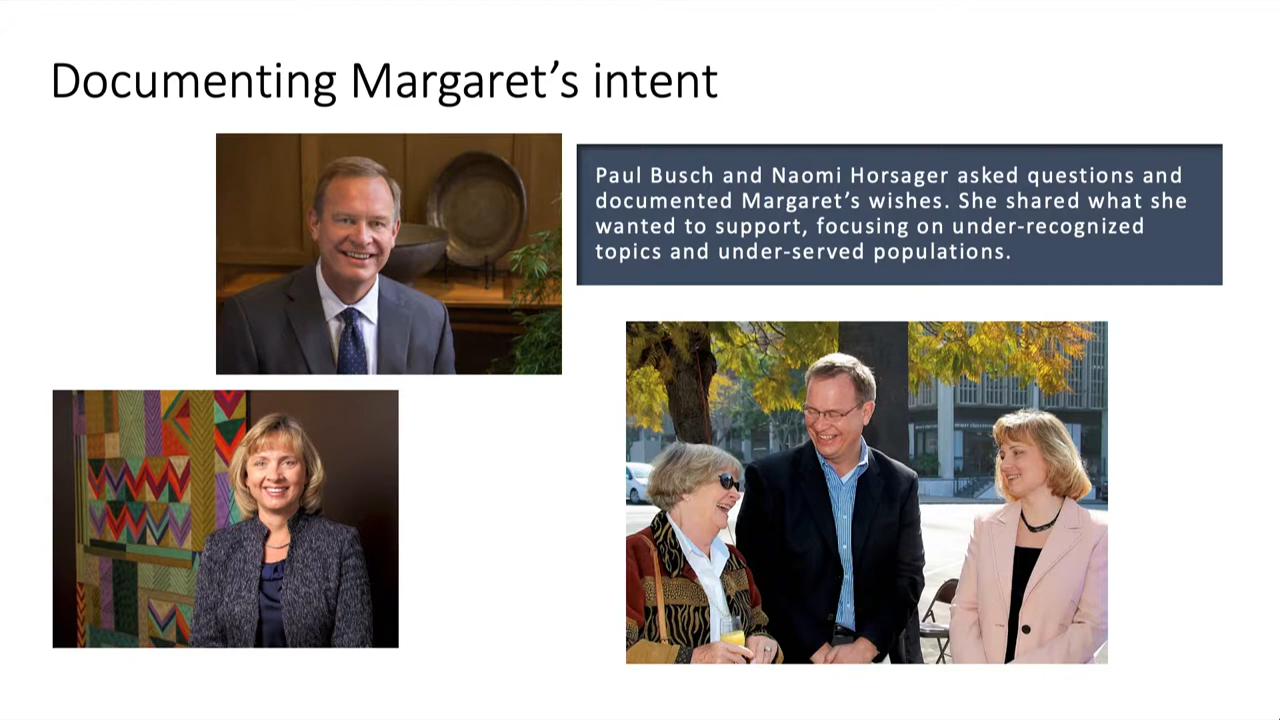 Documenting Margaret’s intent
Paul Busch and Naomi Horsager asked questions and
documented Margaret’s wishes. She shared what she
wanted to support, focusing on under-recognized
topics and under-served populations.